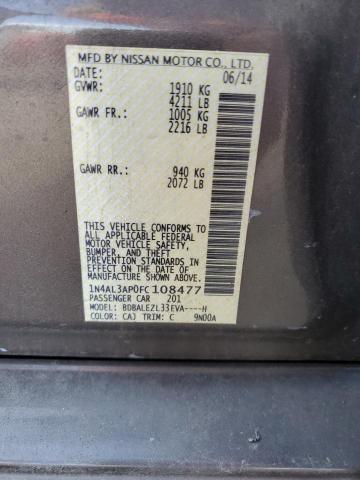 MFD BY NISSAN MOTOR CO., LTD.
DATE: 06/14
GVWR: 1910 KG
4211 LB
GAWR FR.: 1005 KG
2216 LB
GAWR RR.: 940 KG
2072 LB
THIS VEHICLE CONFORMS TO
ALL APPLICABLE FEDERAL
MOTOR VEHICLE SAFETY,
BUMPER, AND THEFT
PREVENTION STANDARDS IN
EFFECT ON THE DATE OF
MANUFACTURE SHOWN ABOVE.
1N4AL3AP0FC108477
PASSENGER CAR 201
MODEL: BDBALEZL33EVA----H
COLOR: CAJ TRIM: C 9N00A